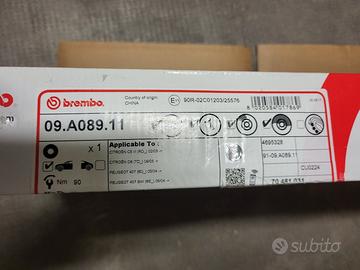 brembo
Country of origin:
CHINA
90R-02C01203/25576
8020584017869
09.A089.11
x 1
Applicable To :
CITROËN C5 III (RD_) 02/08->
CITROËN C6 (TD_) 09/05->
PEUGEOT 407 (6D_) 05/04->
PEUGEOT 407 SW (6E_) 05/04->
Nm 90
4695328
91-09.A089.11
CU0224
subito